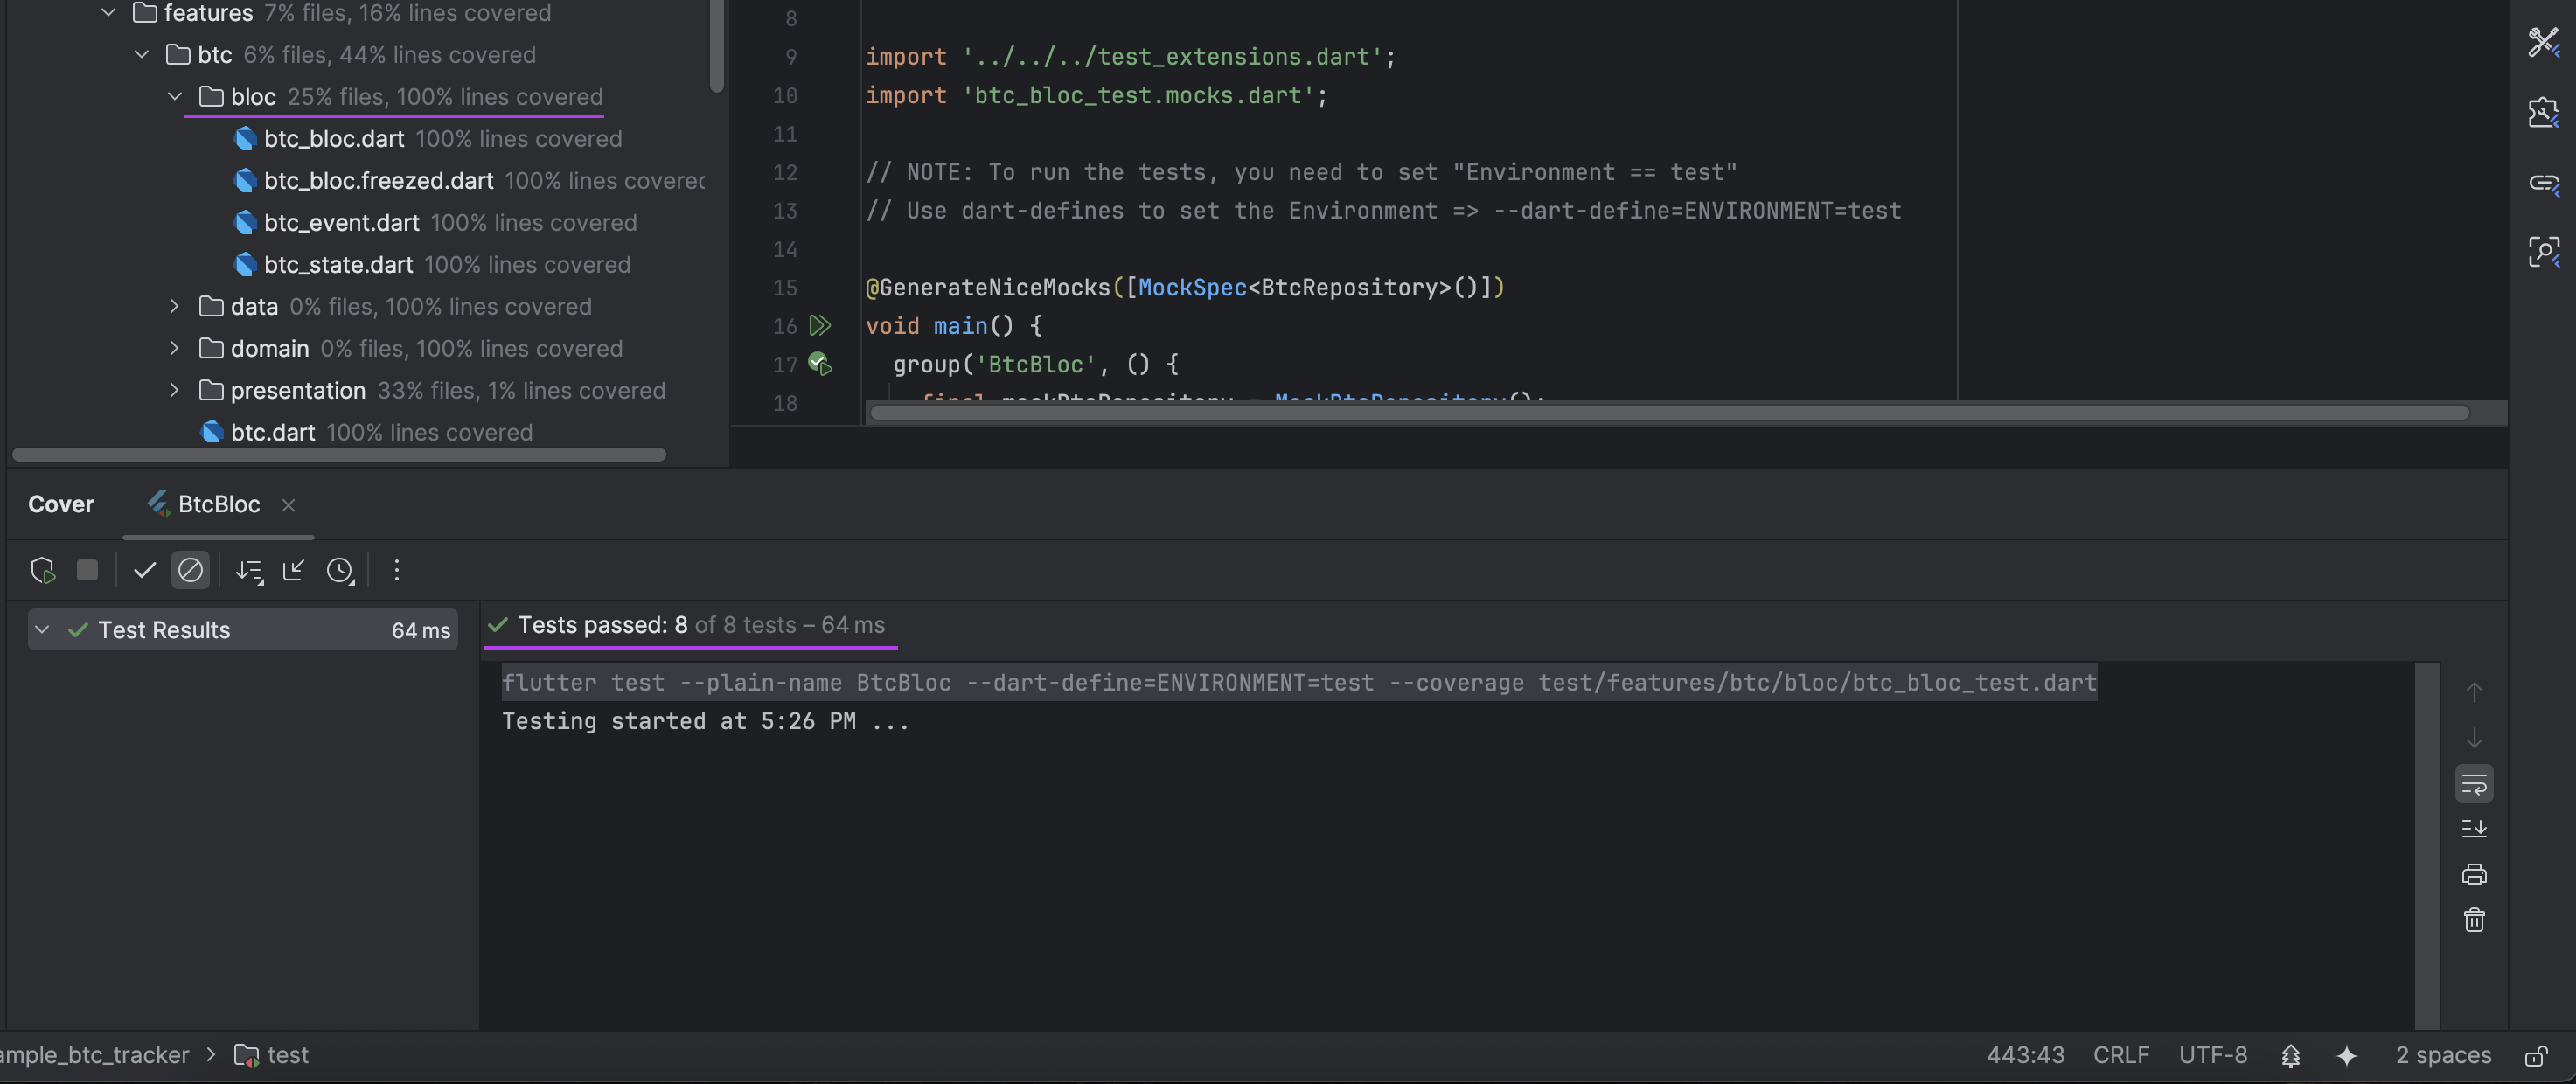 features 7% files, 16% lines covered
btc 6% files, 44% lines covered
bloc 25% files, 100% lines covered
btc_bloc.dart 100% lines covered
btc_bloc.freezed.dart 100% lines covered
btc_event.dart 100% lines covered
btc_state.dart 100% lines covered
data 0% files, 100% lines covered
domain 0% files, 100% lines covered
presentation 33% files, 1% lines covered
btc.dart 100% lines covered
8
9 import '../../../test_extensions.dart';
10 import 'btc_bloc_test.mocks.dart';
11
12 // NOTE: To run the tests, you need to set "Environment == test"
13 // Use dart-defines to set the Environment => --dart-define=ENVIRONMENT=test
14
15 @GenerateNiceMocks([MockSpec<BtcRepository>()])
16 void main() {
17 group('BtcBloc', () {
18 final mockBtcRepository = MockBtcRepository();
Cover BtcBloc
Test Results 64 ms
Tests passed: 8 of 8 tests – 64 ms
flutter test --plain-name BtcBloc --dart-define=ENVIRONMENT=test --coverage test/features/btc/bloc/btc_bloc_test.dart
Testing started at 5:26 PM ...
ample_btc_tracker > test
443:43 CRLF UTF-8 2 spaces